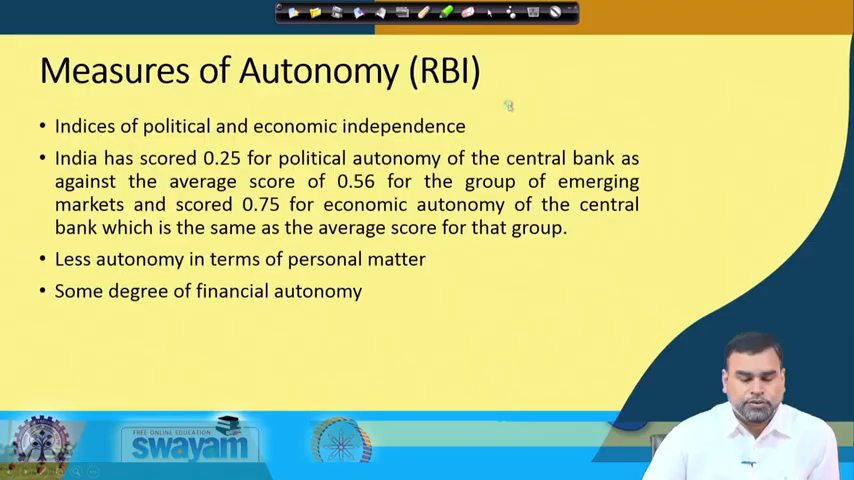 Measures of Autonomy (RBI)
• Indices of political and economic independence
• India has scored 0.25 for political autonomy of the central bank as
against the average score of 0.56 for the group of emerging
markets and scored 0.75 for economic autonomy of the central
bank which is the same as the average score for that group.
• Less autonomy in terms of personal matter
• Some degree of financial autonomy
FREE ONLINE EDUCATION
swayam